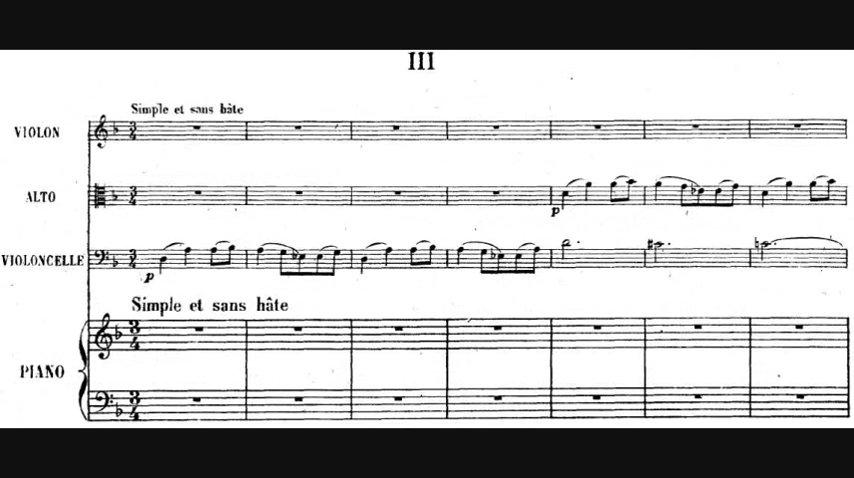 III
Simple et sans hâte
VIOLON
ALTO
p
VIOLONCELLE
p
Simple et sans hâte
PIANO